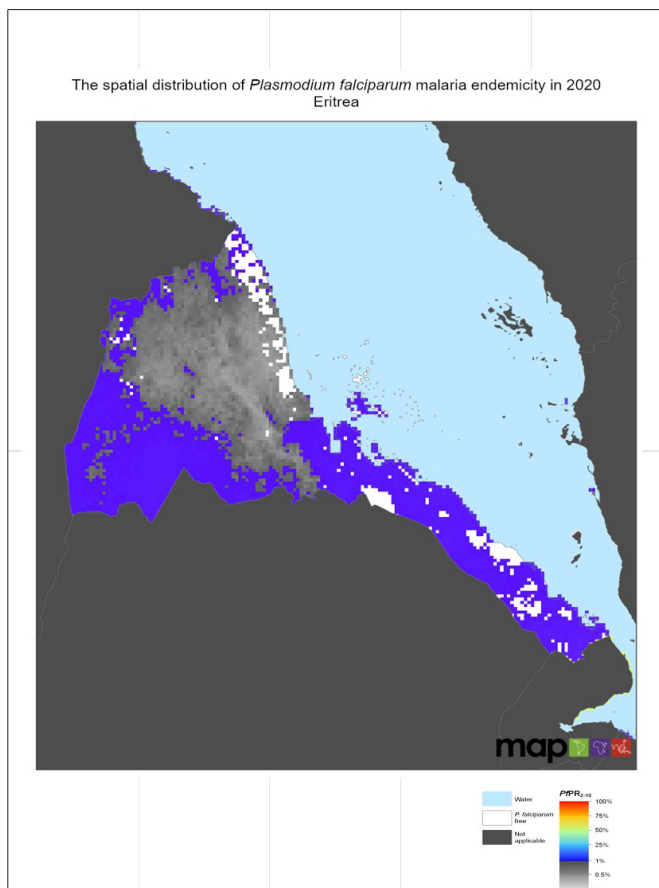 The spatial distribution of Plasmodium falciparum malaria endemicity in 2020
Eritrea
map
Water
P. falciparum
free
Not
applicable
PfPR2-10
100%
75%
50%
25%
1%
0.5%